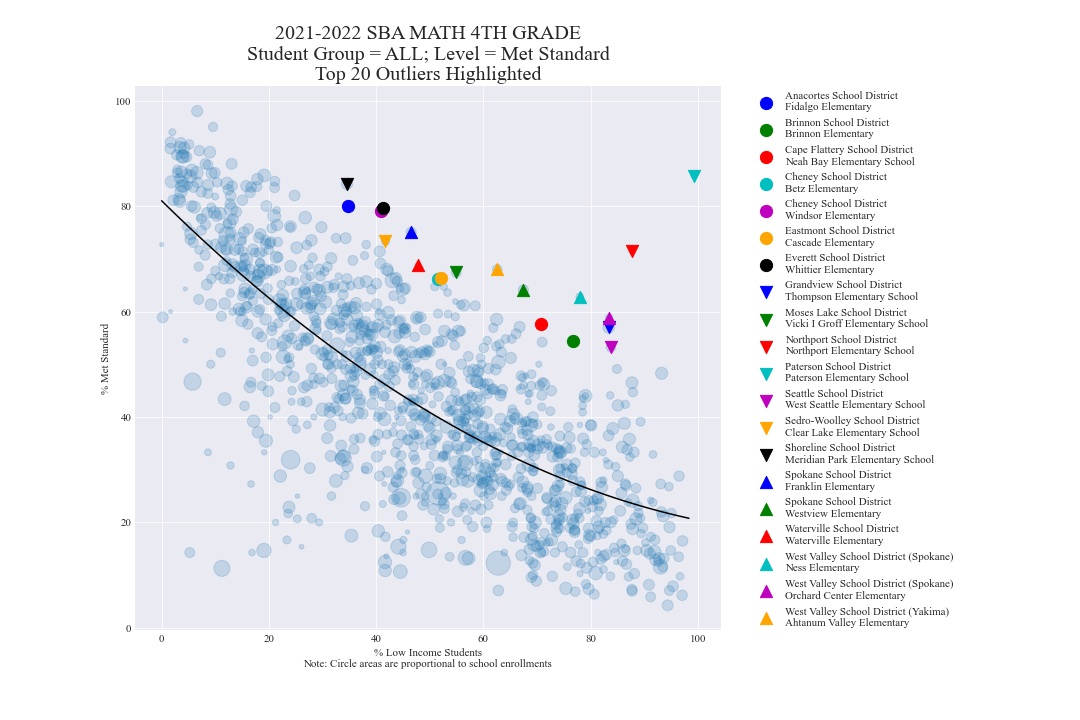 2021-2022 SBA MATH 4TH GRADE
Student Group = ALL; Level = Met Standard
Top 20 Outliers Highlighted
% Met Standard
100
80
60
40
20
0
0
20
40
60
80
100
% Low Income Students
Note: Circle areas are proportional to school enrollments
Anacortes School District
Fidalgo Elementary
Brinnon School District
Brinnon Elementary
Cape Flattery School District
Neah Bay Elementary School
Cheney School District
Betz Elementary
Cheney School District
Windsor Elementary
Eastmont School District
Cascade Elementary
Everett School District
Whittier Elementary
Grandview School District
Thompson Elementary School
Moses Lake School District
Vicki I Groff Elementary School
Northport School District
Northport Elementary School
Paterson School District
Paterson Elementary School
Seattle School District
West Seattle Elementary School
Sedro-Woolley School District
Clear Lake Elementary School
Shoreline School District
Meridian Park Elementary School
Spokane School District
Franklin Elementary
Spokane School District
Westview Elementary
Waterville School District
Waterville Elementary
West Valley School District (Spokane)
Ness Elementary
West Valley School District (Spokane)
Orchard Center Elementary
West Valley School District (Yakima)
Ahtanum Valley Elementary